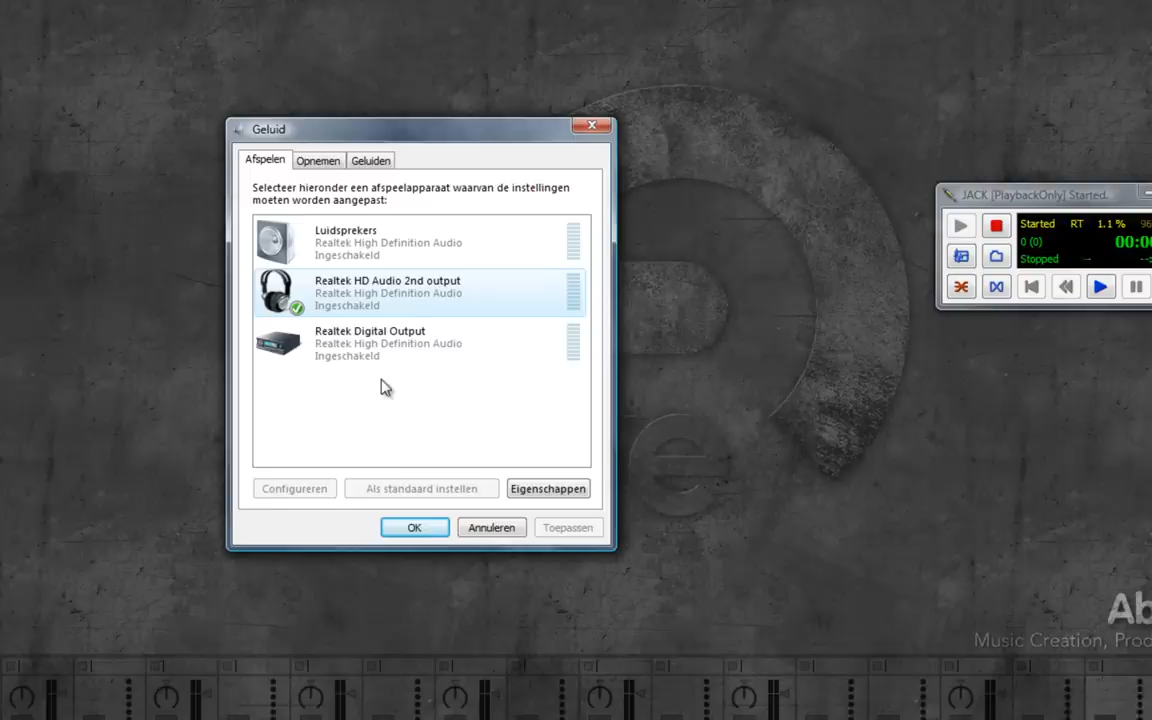 Geluid
Afspelen Opnemen Geluiden
Selecteer hieronder een afspeelapparaat waarvan de instellingen
moeten worden aangepast:
Luidsprekers
Realtek High Definition Audio
Ingeschakeld
Realtek HD Audio 2nd output
Realtek High Definition Audio
Ingeschakeld
Realtek Digital Output
Realtek High Definition Audio
Ingeschakeld
Configureren Als standaard instellen Eigenschappen
OK Annuleren Toepassen
JACK [PlaybackOnly] Started.
Started RT 1.1 % 96
0 (0) 00:00
Stopped -- --:
Ab
Music Creation, Proc